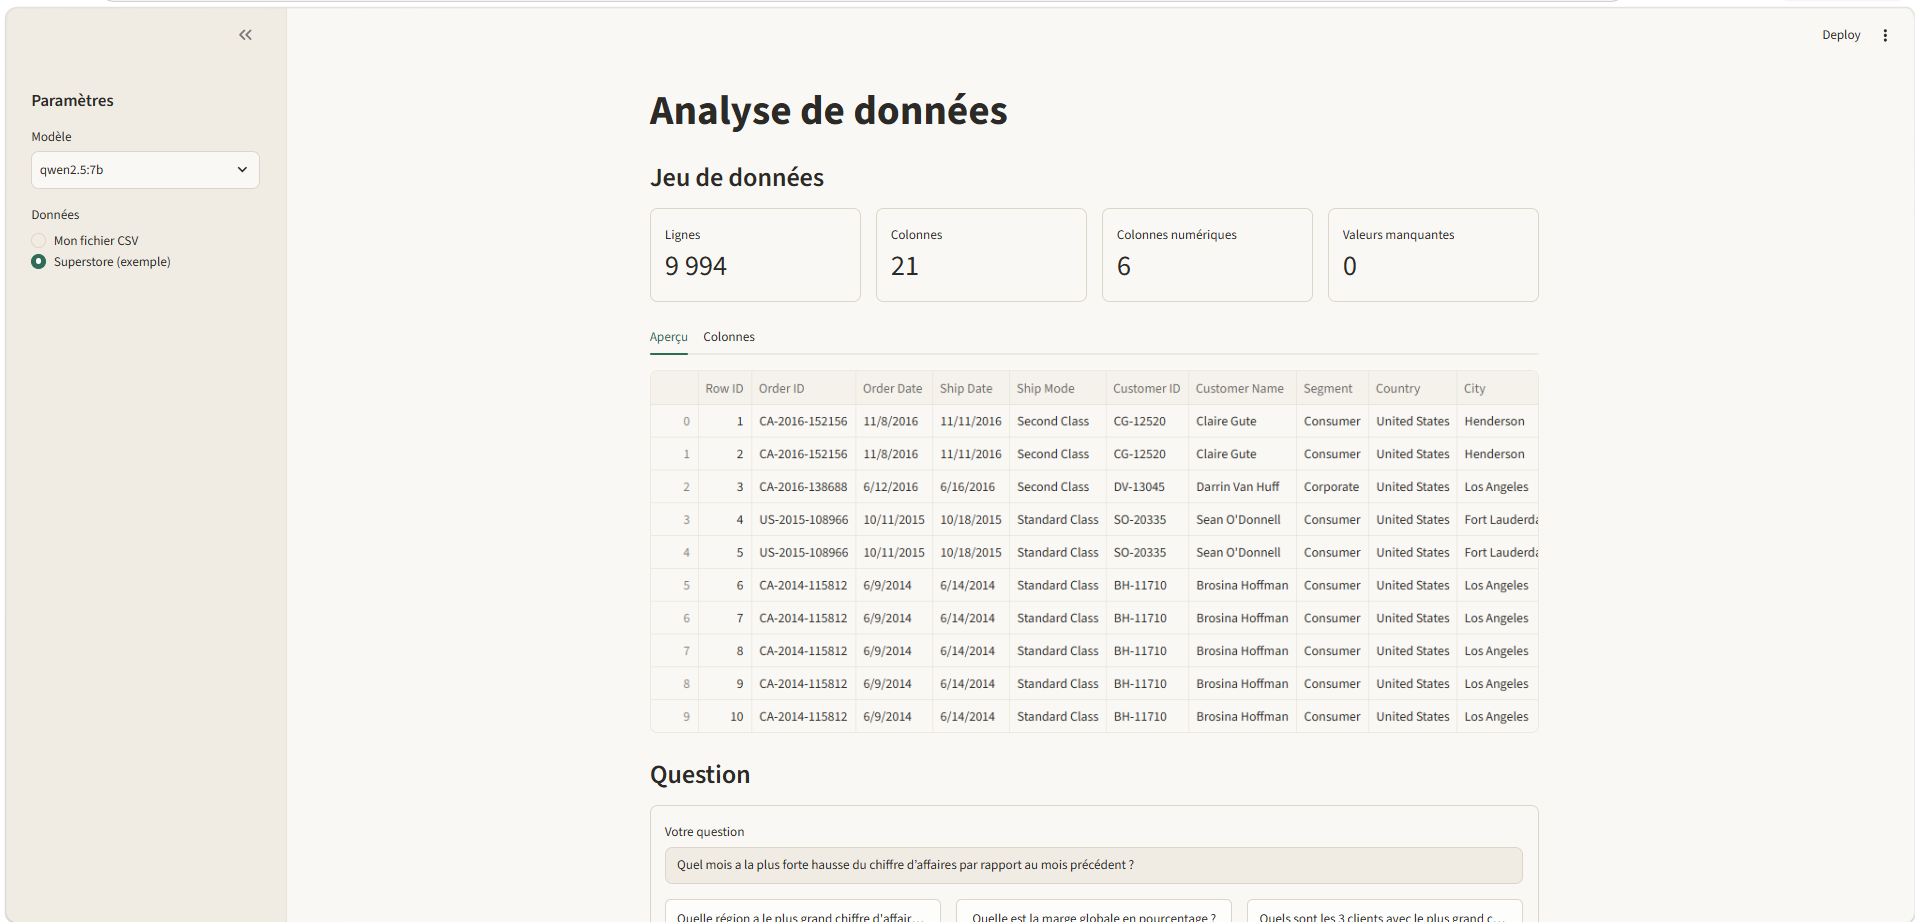 Deploy
Paramètres
Modèle
qwen2.5:7b
Données
Mon fichier CSV
Superstore (exemple)
Analyse de données
Jeu de données
Lignes Colonnes Colonnes numériques Valeurs manquantes
9 994 21 6 0
Aperçu Colonnes
Row ID Order ID Order Date Ship Date Ship Mode Customer ID Customer Name Segment Country City
0 1 CA-2016-152156 11/8/2016 11/11/2016 Second Class CG-12520 Claire Gute Consumer United States Henderson
1 2 CA-2016-152156 11/8/2016 11/11/2016 Second Class CG-12520 Claire Gute Consumer United States Henderson
2 3 CA-2016-138688 6/12/2016 6/16/2016 Second Class DV-13045 Darrin Van Huff Corporate United States Los Angeles
3 4 US-2015-108966 10/11/2015 10/18/2015 Standard Class SO-20335 Sean O'Donnell Consumer United States Fort Lauderda
4 5 US-2015-108966 10/11/2015 10/18/2015 Standard Class SO-20335 Sean O'Donnell Consumer United States Fort Lauderda
5 6 CA-2014-115812 6/9/2014 6/14/2014 Standard Class BH-11710 Brosina Hoffman Consumer United States Los Angeles
6 7 CA-2014-115812 6/9/2014 6/14/2014 Standard Class BH-11710 Brosina Hoffman Consumer United States Los Angeles
7 8 CA-2014-115812 6/9/2014 6/14/2014 Standard Class BH-11710 Brosina Hoffman Consumer United States Los Angeles
8 9 CA-2014-115812 6/9/2014 6/14/2014 Standard Class BH-11710 Brosina Hoffman Consumer United States Los Angeles
9 10 CA-2014-115812 6/9/2014 6/14/2014 Standard Class BH-11710 Brosina Hoffman Consumer United States Los Angeles
Question
Votre question
Quel mois a la plus forte hausse du chiffre d’affaires par rapport au mois précédent ?
Quelle région a le plus grand chiffre d'affair... Quelle est la marge globale en pourcentage ? Quels sont les 3 clients avec le plus grand c...